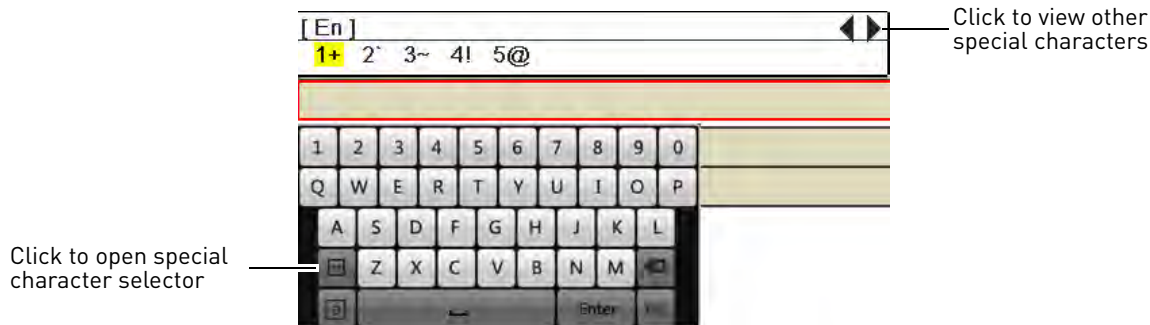 [ En ]
Click to view other
special characters
1+ 2` 3~ 4! 5@
1 2 3 4 5 6 7 8 9 0
Q W E R T Y U I O P
A S D F G H J K L
Click to open special
character selector
Z X C V B N M
Enter